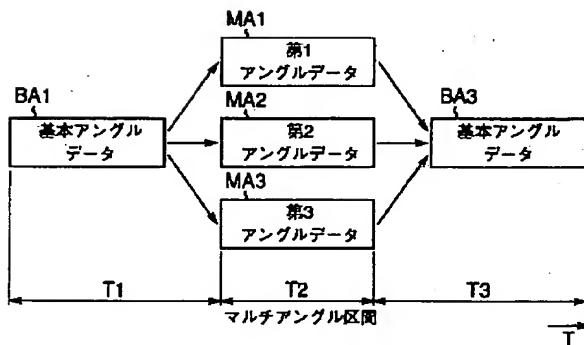 MA1
第1
アングルデータ
BA1
基本アングル
データ
MA2
第2
アングルデータ
BA3
基本アングル
データ
MA3
第3
アングルデータ
T1
T2
T3
マルチアングル区間
T